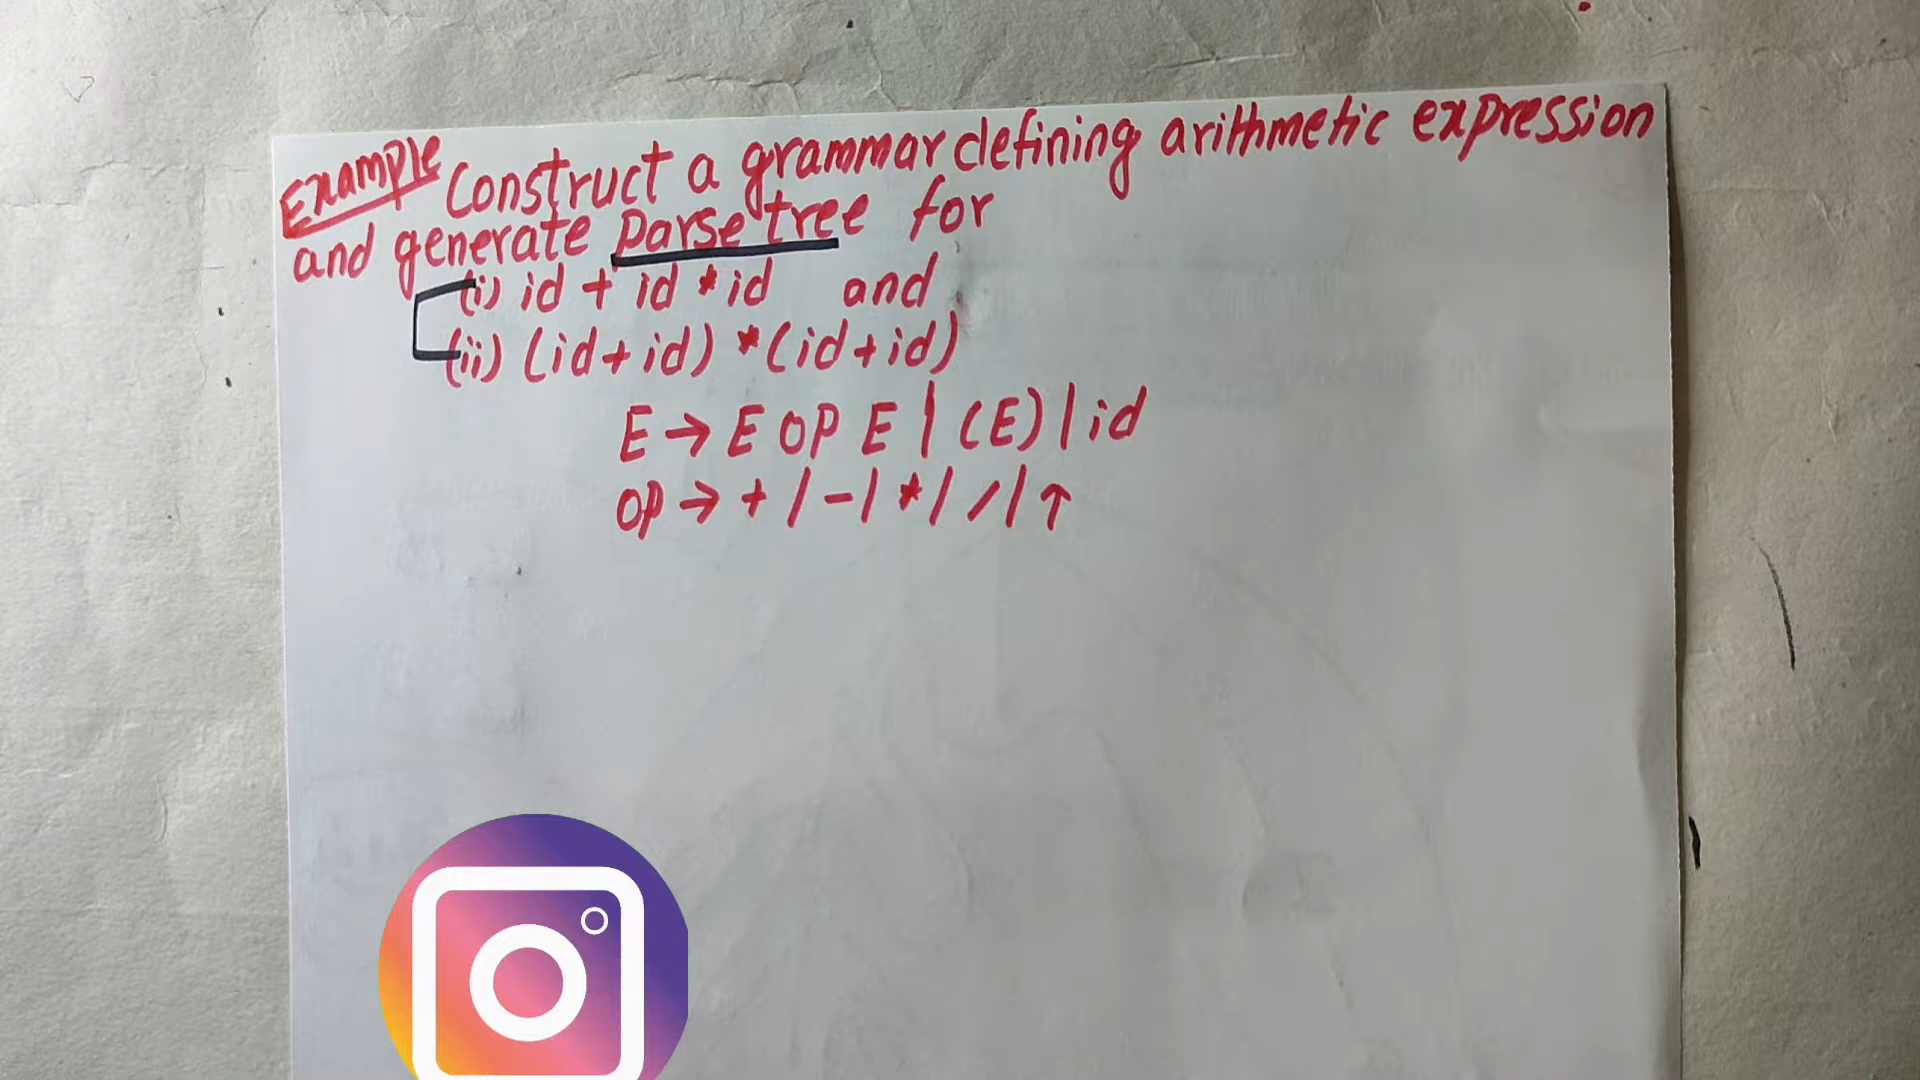 Example Construct a grammar defining arithmetic expression
and generate parse tree for
(i) id + id * id and
(ii) (id + id) * (id + id)
E → E OP E | (E) | id
OP → + | - | * | / | ↑